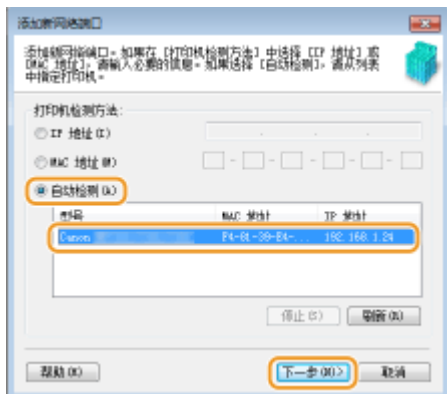 添加新网络端口
添加新网络端口。如果在 [打印机检测方法] 中选择 [IP 地址] 或
[MAC 地址]，请输入必要的信息。如果选择 [自动检测]，请从列表
中指定打印机。
打印机检测方法:
IP 地址(I)
MAC 地址(M)
自动检测(A)
型号 MAC 地址 IP 地址
Canon F4-81-39-E4-... 192.168.1.24
停止(S) 刷新(R)
帮助(H) 下一步(N)> 取消